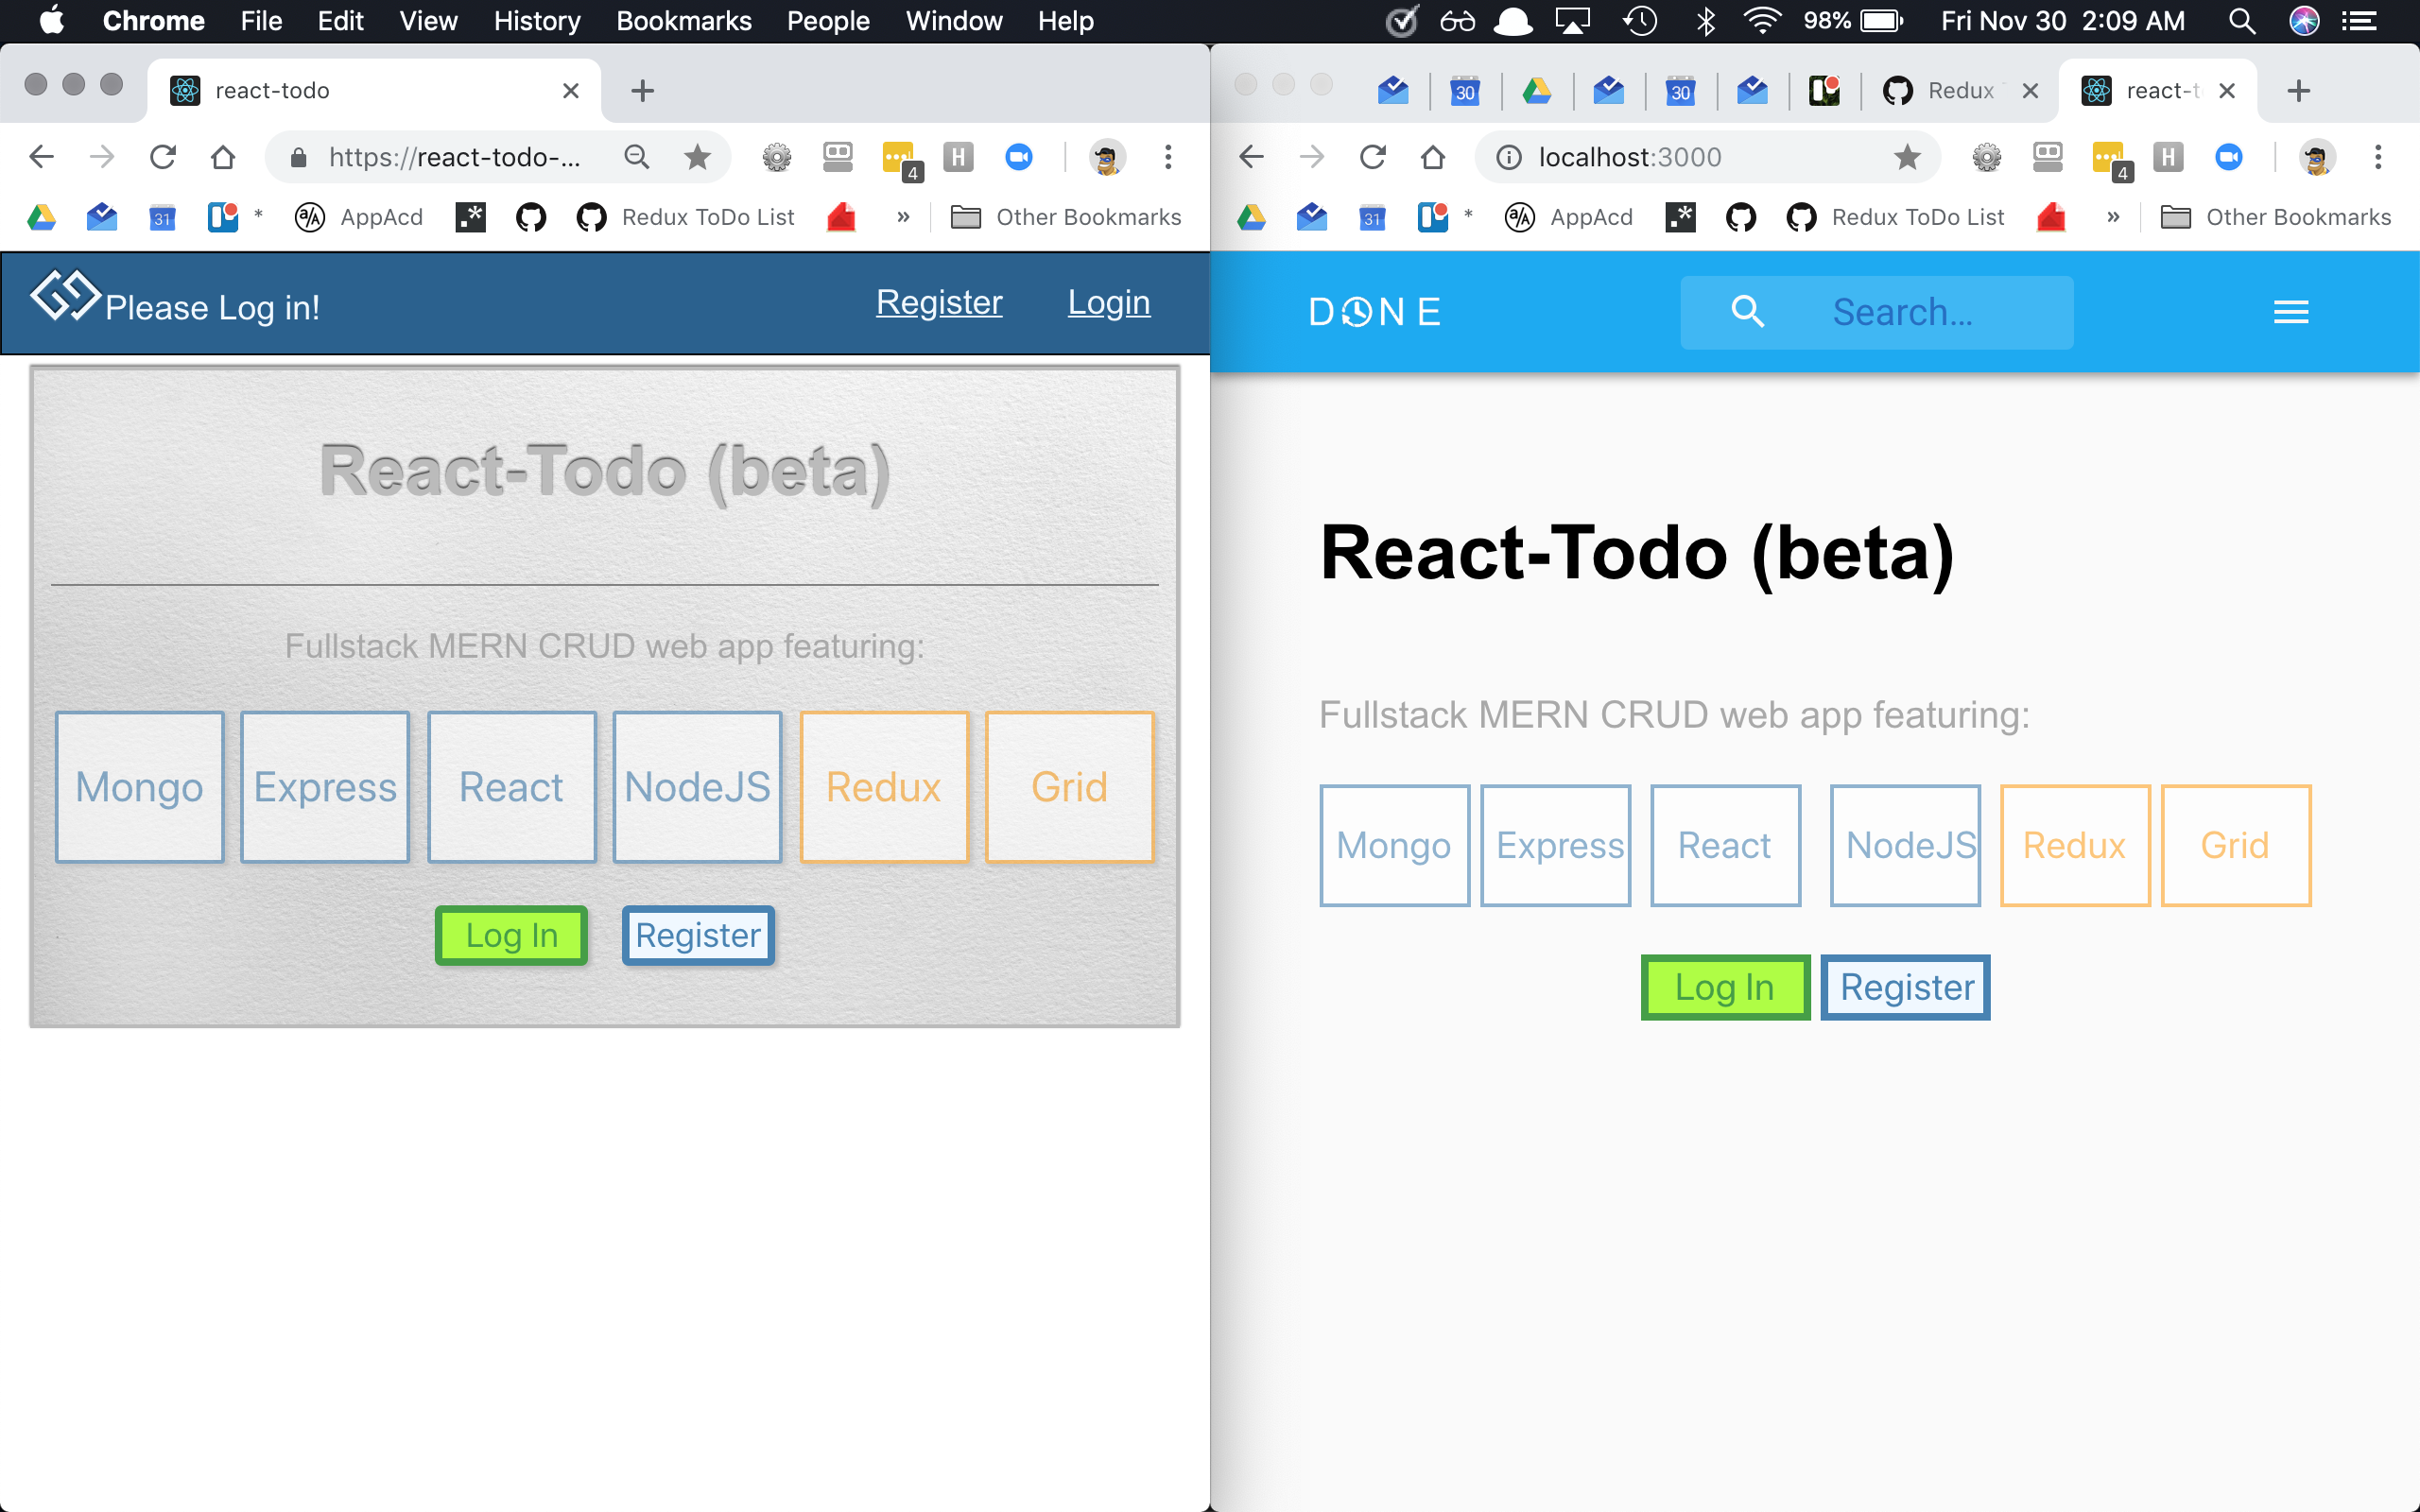 Chrome File Edit View History Bookmarks People Window Help 98% Fri Nov 30 2:09 AM
react-todo
https://react-todo-...
4
H
31
*
AppAcd
.*
Redux ToDo List
»
Other Bookmarks
Please Log in!
Register Login
React-Todo (beta)
Fullstack MERN CRUD web app featuring:
Mongo Express React NodeJS Redux Grid
Log In Register
30
30
Redux
react-t
localhost:3000
4
H
31
*
AppAcd
.*
Redux ToDo List
»
Other Bookmarks
DONE
Search...
React-Todo (beta)
Fullstack MERN CRUD web app featuring:
Mongo Express React NodeJS Redux Grid
Log In Register